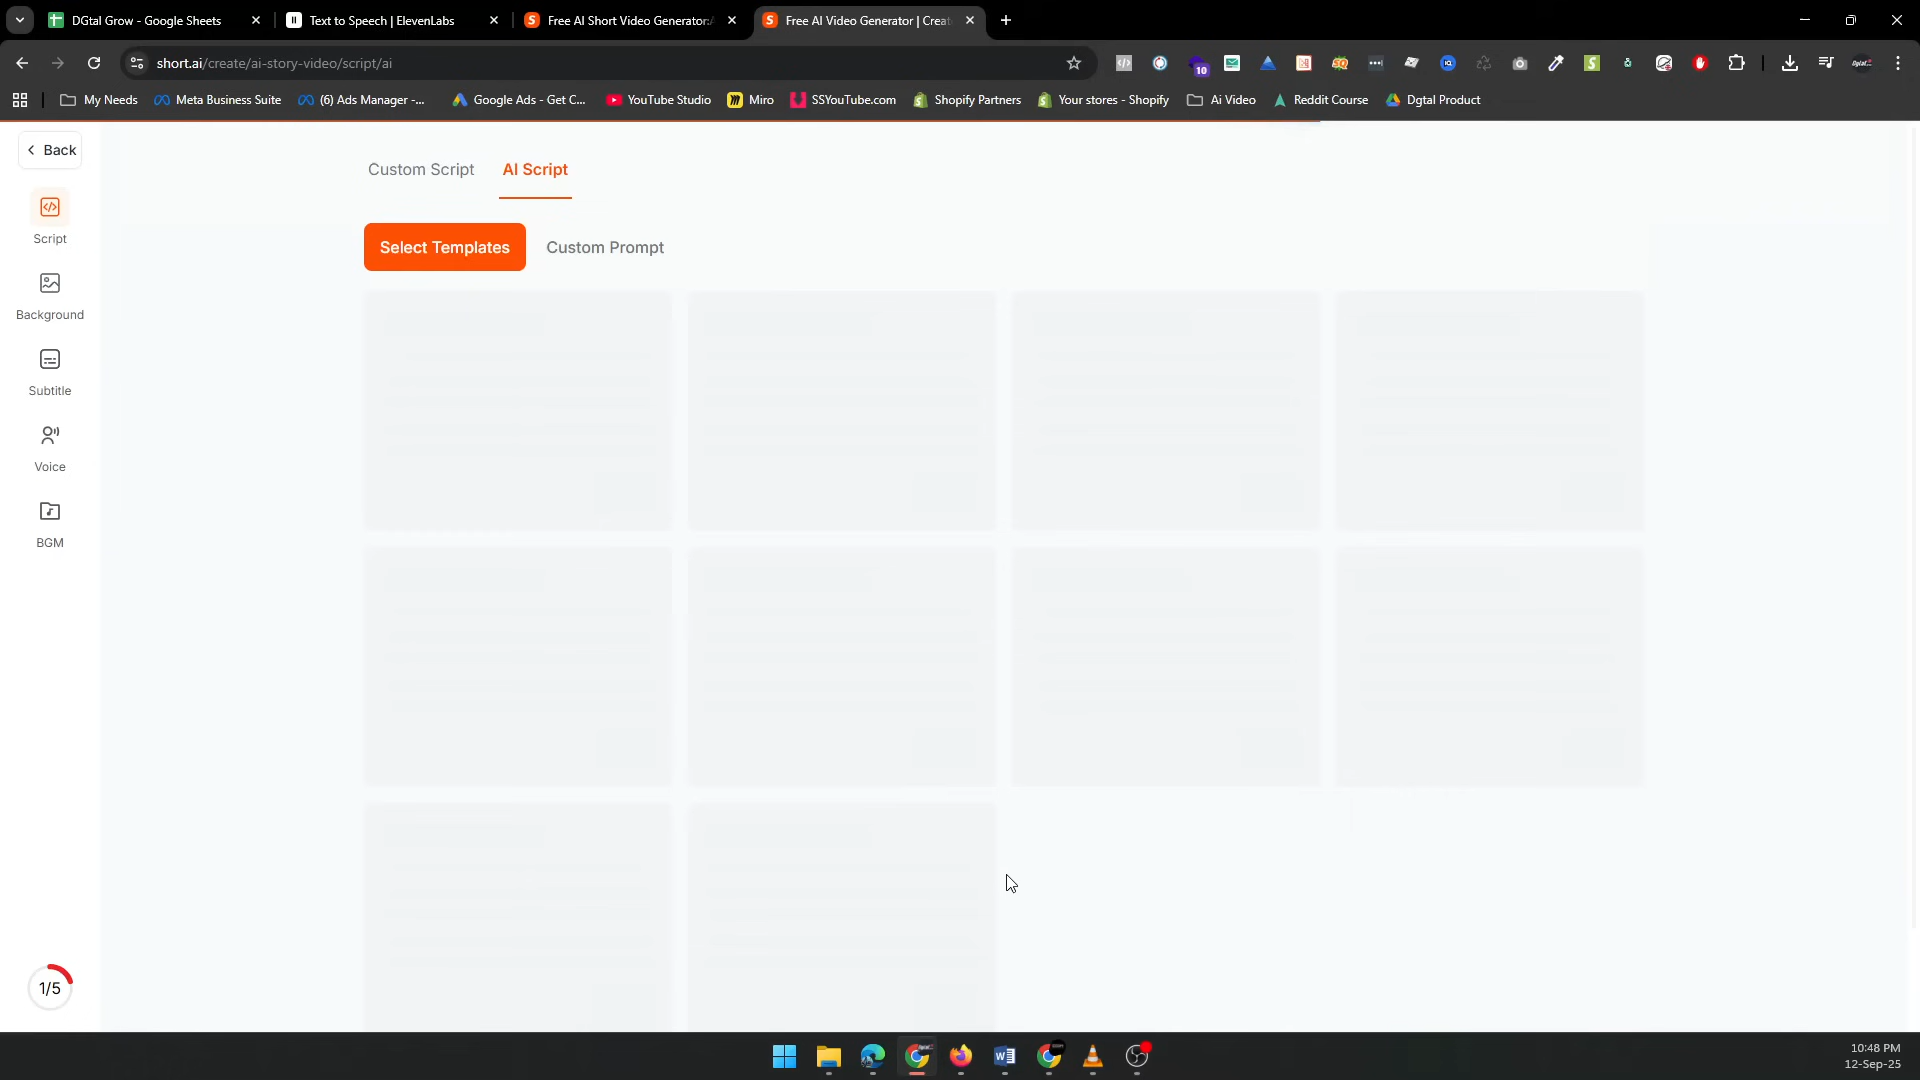 DGtal Grow - Google Sheets
Text to Speech | ElevenLabs
Free AI Short Video Generator:
Free AI Video Generator | Creat
short.ai/create/ai-story-video/script/ai
10
My Needs
Meta Business Suite
(6) Ads Manager -...
Google Ads - Get C...
YouTube Studio
Miro
SSYouTube.com
Shopify Partners
Your stores - Shopify
Ai Video
Reddit Course
Dgtal Product
Back
Custom Script
AI Script
Select Templates
Custom Prompt
Script
Background
Subtitle
Voice
BGM
1/5
10:48 PM
12-Sep-25